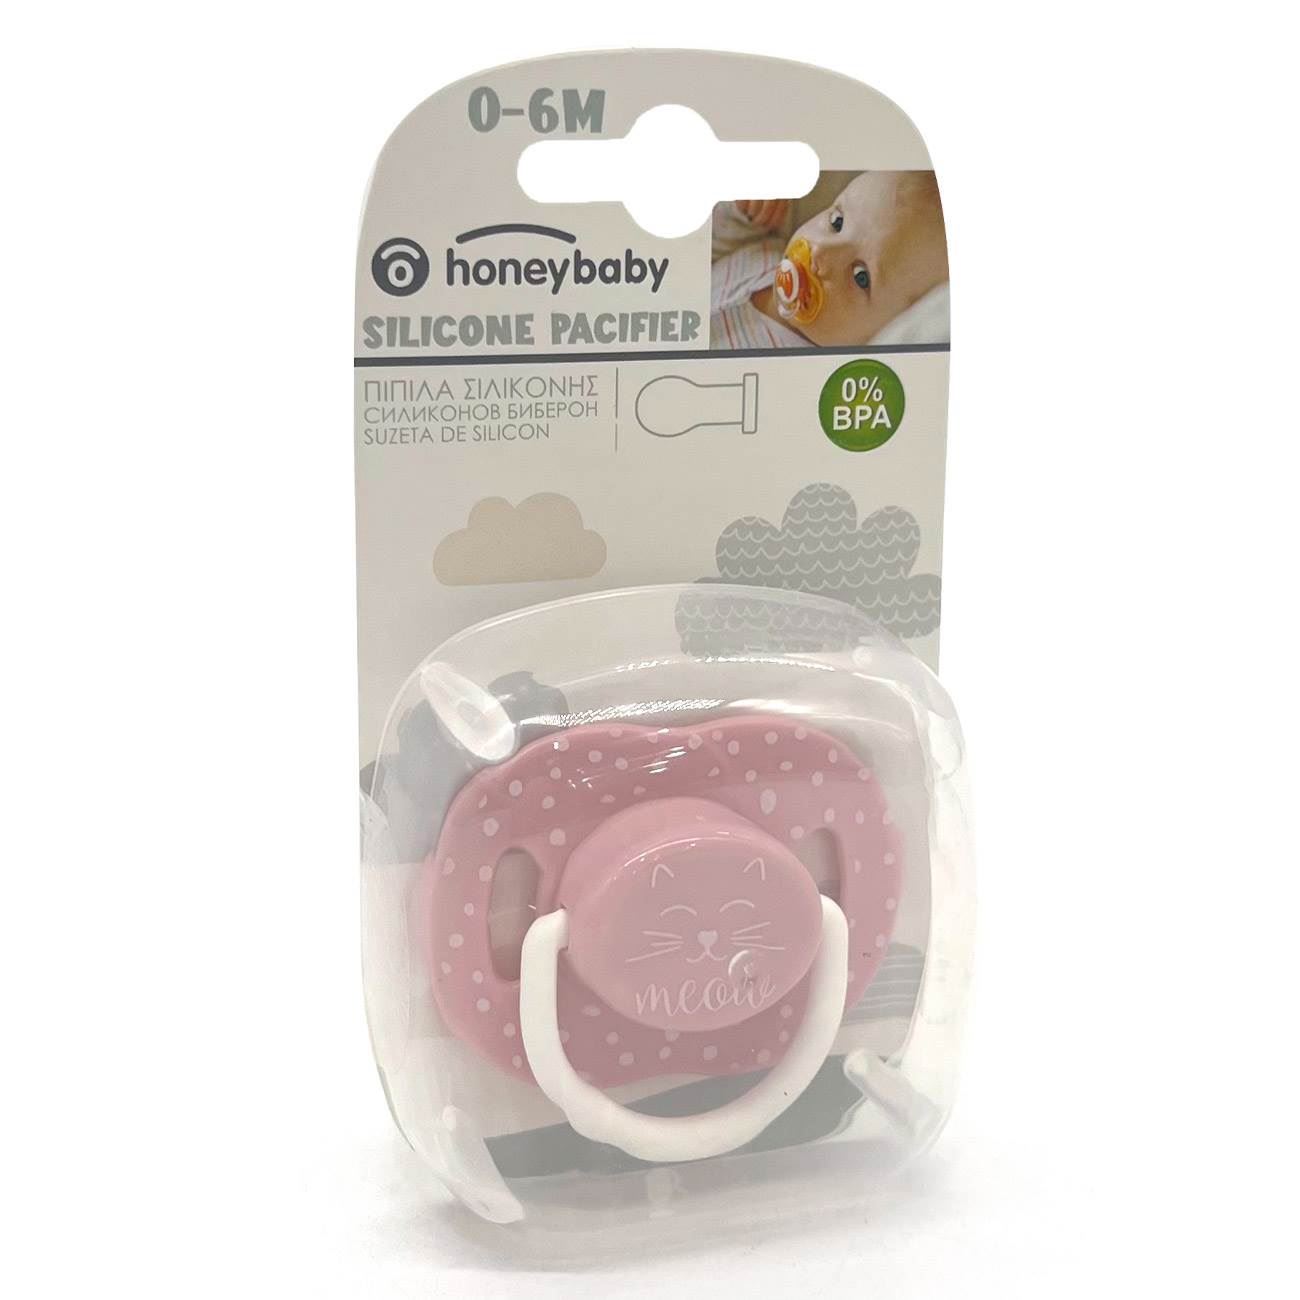 0-6M
honeybaby
SILICONE PACIFIER
ΠΙΠΙΛΑ ΣΙΛΙΚΟΝΗΣ
СИЛИКОНОВ БИБЕРОН
SUZETA DE SILICON
0%
BPA
meow